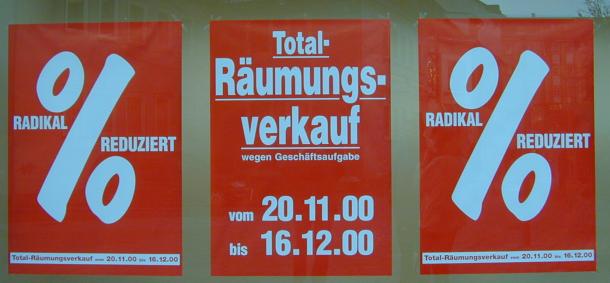 %
RADIKAL
REDUZIERT
Total-Räumungsverkauf vom 20.11.00 bis 16.12.00
Total-
Räumungs-
verkauf
wegen Geschäftsaufgabe
vom 20.11.00
bis 16.12.00
%
RADIKAL
REDUZIERT
Total-Räumungsverkauf vom 20.11.00 bis 16.12.00